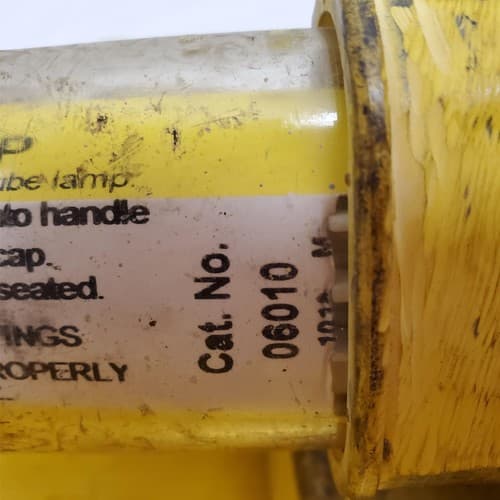 P
ube lamp
to handle
cap.
seated.
INGS
ROPERLY
Cat. No.
06010
M